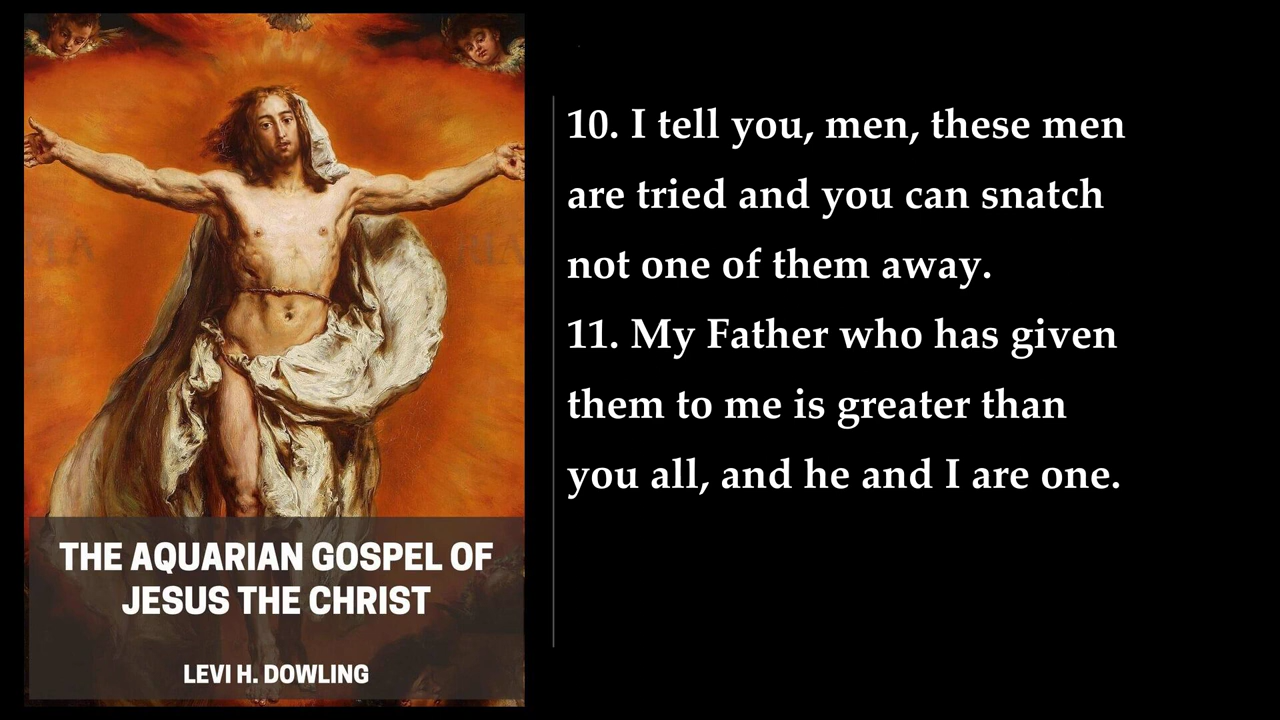 THE AQUARIAN GOSPEL OF
JESUS THE CHRIST
LEVI H. DOWLING
10. I tell you, men, these men
are tried and you can snatch
not one of them away.
11. My Father who has given
them to me is greater than
you all, and he and I are one.